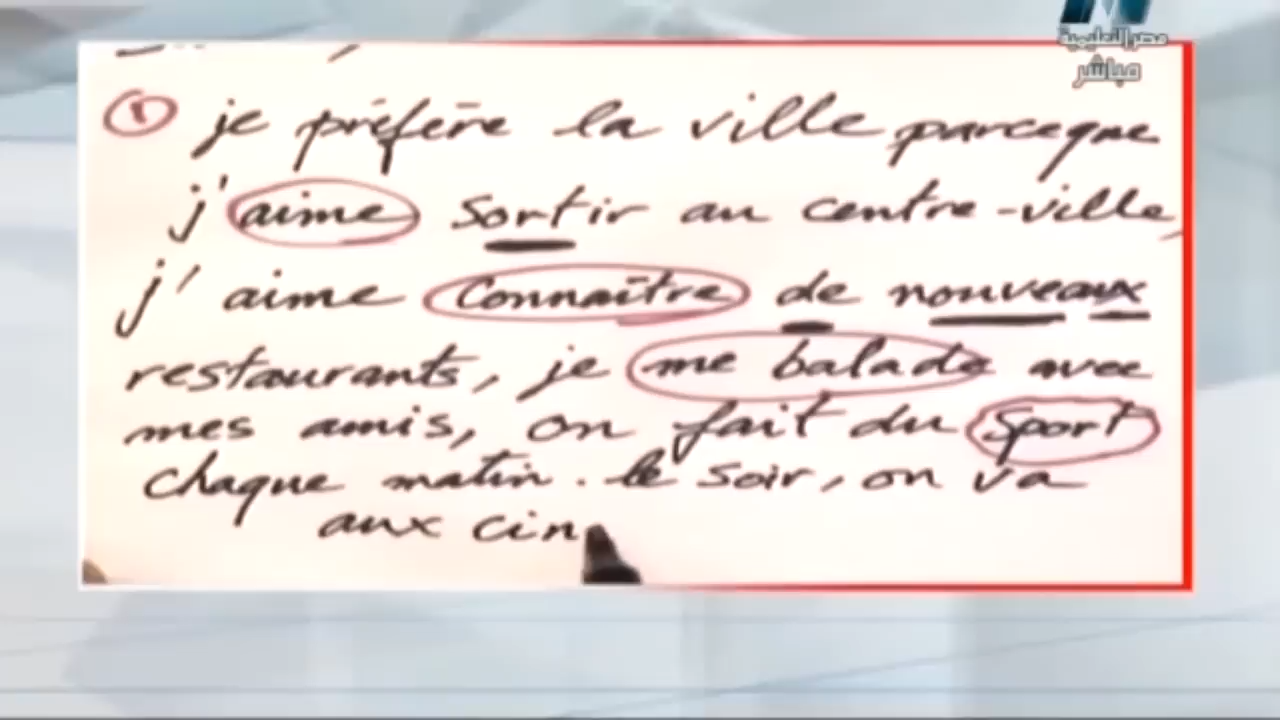 مصر التعليمية
مباشر
① je préfère la ville parceque
j'aime sortir au centre-ville,
j'aime connaître de nouveaux
restaurants, je me balade avec
mes amis, on fait du sport
chaque matin. le soir, on va
aux cin